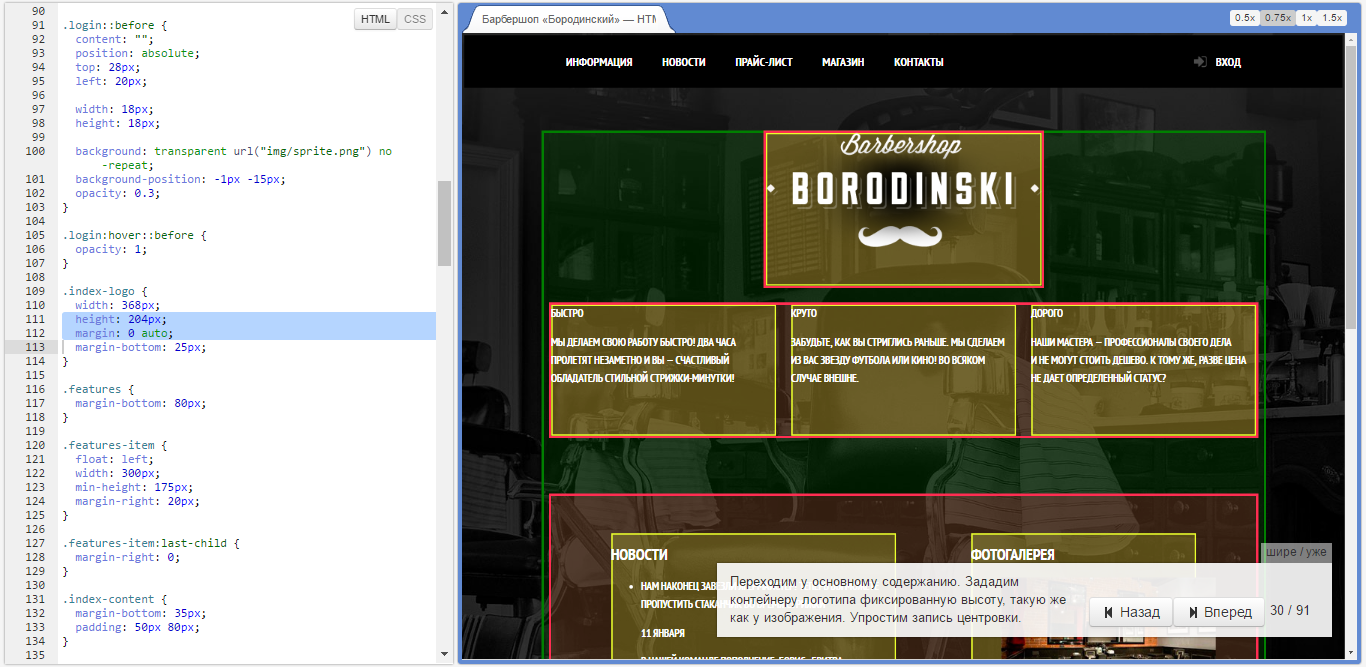 90
91 .login::before {
92 content: "";
93 position: absolute;
94 top: 28px;
95 left: 20px;
96
97 width: 18px;
98 height: 18px;
99
100 background: transparent url("img/sprite.png") no
-repeat;
101 background-position: -1px -15px;
102 opacity: 0.3;
103 }
104
105 .login:hover::before {
106 opacity: 1;
107 }
108
109 .index-logo {
110 width: 368px;
111 height: 204px;
112 margin: 0 auto;
113 margin-bottom: 25px;
114 }
115
116 .features {
117 margin-bottom: 80px;
118 }
119
120 .features-item {
121 float: left;
122 width: 300px;
123 min-height: 175px;
124 margin-right: 20px;
125 }
126
127 .features-item:last-child {
128 margin-right: 0;
129 }
130
131 .index-content {
132 margin-bottom: 35px;
133 padding: 50px 80px;
134 }
135
HTML CSS
Барбершоп «Бородинский» — HTM
0.5x 0.75x 1x 1.5x
ИНФОРМАЦИЯ НОВОСТИ ПРАЙС-ЛИСТ МАГАЗИН КОНТАКТЫ ВХОД
Barbershop
BORODINSKI
БЫСТРО
МЫ ДЕЛАЕМ СВОЮ РАБОТУ БЫСТРО! ДВА ЧАСА
ПРОЛЕТЯТ НЕЗАМЕТНО И ВЫ — СЧАСТЛИВЫЙ
ОБЛАДАТЕЛЬ СТИЛЬНОЙ СТРИЖКИ-МИНУТКИ!
КРУТО
ЗАБУДЬТЕ, КАК ВЫ СТРИГЛИСЬ РАНЬШЕ. МЫ СДЕЛАЕМ
ИЗ ВАС ЗВЕЗДУ ФУТБОЛА ИЛИ КИНО! ВО ВСЯКОМ
СЛУЧАЕ ВНЕШНЕ.
ДОРОГО
НАШИ МАСТЕРА — ПРОФЕССИОНАЛЫ СВОЕГО ДЕЛА
И НЕ МОГУТ СТОИТЬ ДЕШЕВО. К ТОМУ ЖЕ, РАЗВЕ ЦЕНА
НЕ ДАЕТ ОПРЕДЕЛЕННЫЙ СТАТУС?
НОВОСТИ
НАМ НАКОНЕЦ ЗАВЕЗ
ПРОПУСТИТЬ СТАКА
11 ЯНВАРЯ
ФОТОГАЛЕРЕЯ
шире / уже
Переходим у основному содержанию. Зададим
контейнеру логотипа фиксированную высоту, такую же
как у изображения. Упростим запись центровки.
Назад Вперед 30 / 91